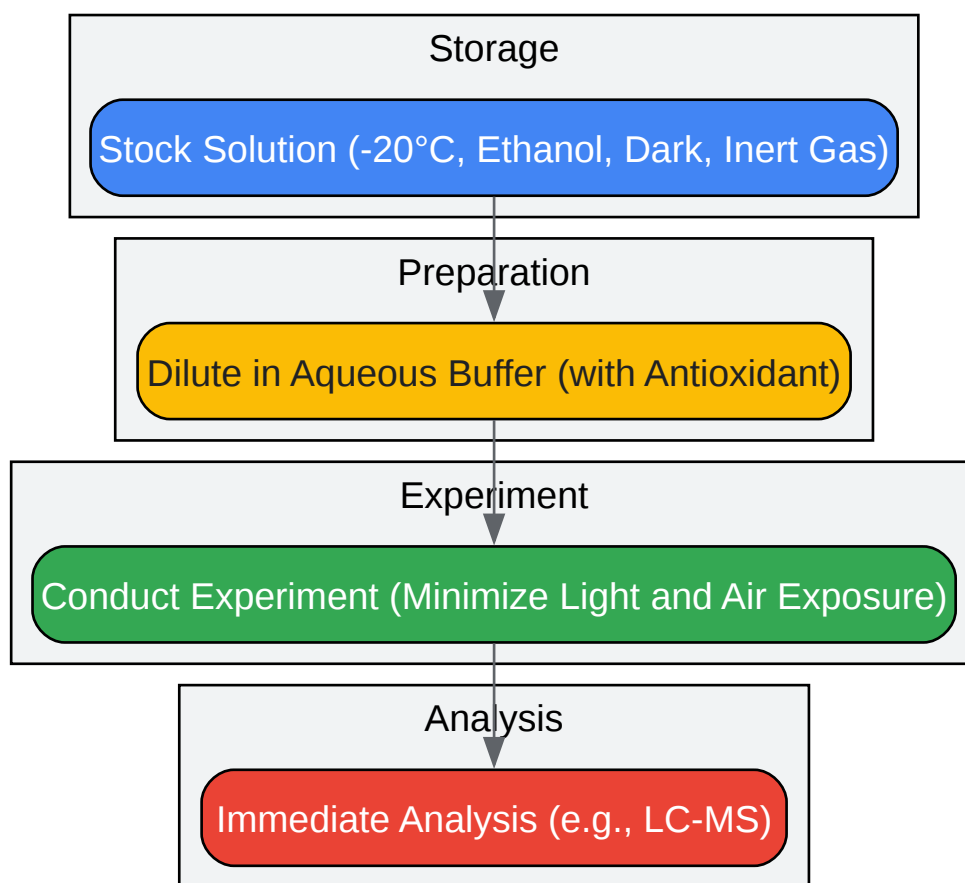 Storage
Stock Solution (-20°C, Ethanol, Dark, Inert Gas)
Preparation
Dilute in Aqueous Buffer (with Antioxidant)
Experiment
Conduct Experiment (Minimize Light and Air Exposure)
Analysis
Immediate Analysis (e.g., LC-MS)